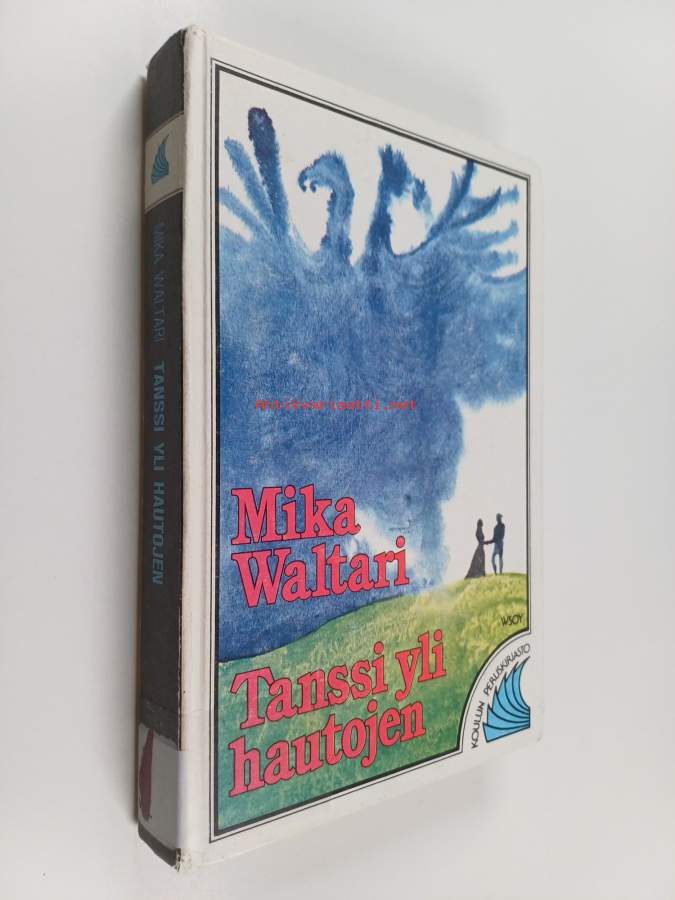 MIKA WALTARI TANSSI YLI HAUTOJEN
Antikvariaatti.net
Mika
Waltari
WSOY
Tanssi yli
hautojen
KOULUN PERUSKIRJASTO